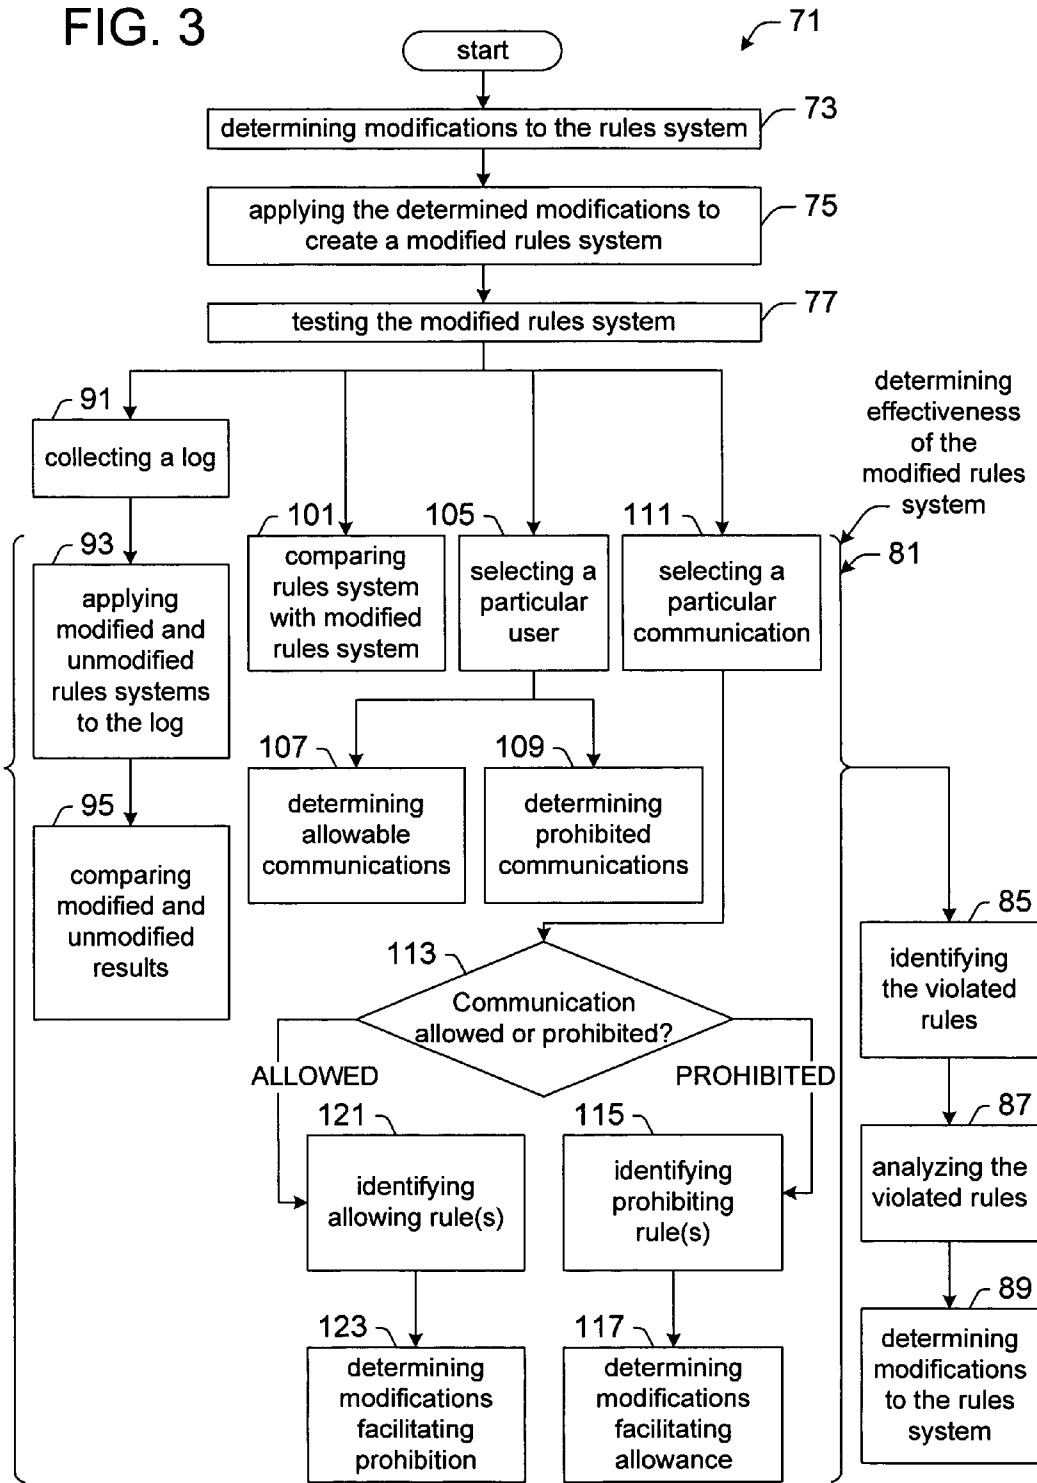 FIG. 3
71
start
73
determining modifications to the rules system
75
applying the determined modifications to
create a modified rules system
77
testing the modified rules system
determining
effectiveness
of the
modified rules
system
81
91
collecting a log
93
applying
modified and
unmodified
rules systems
to the log
95
comparing
modified and
unmodified
results
101
comparing
rules system
with modified
rules system
105
selecting a
particular
user
111
selecting a
particular
communication
107
determining
allowable
communications
109
determining
prohibited
communications
113
Communication
allowed or prohibited?
ALLOWED
PROHIBITED
121
identifying
allowing rule(s)
115
identifying
prohibiting
rule(s)
123
determining
modifications
facilitating
prohibition
117
determining
modifications
facilitating
allowance
85
identifying
the violated
rules
87
analyzing the
violated rules
89
determining
modifications
to the rules
system